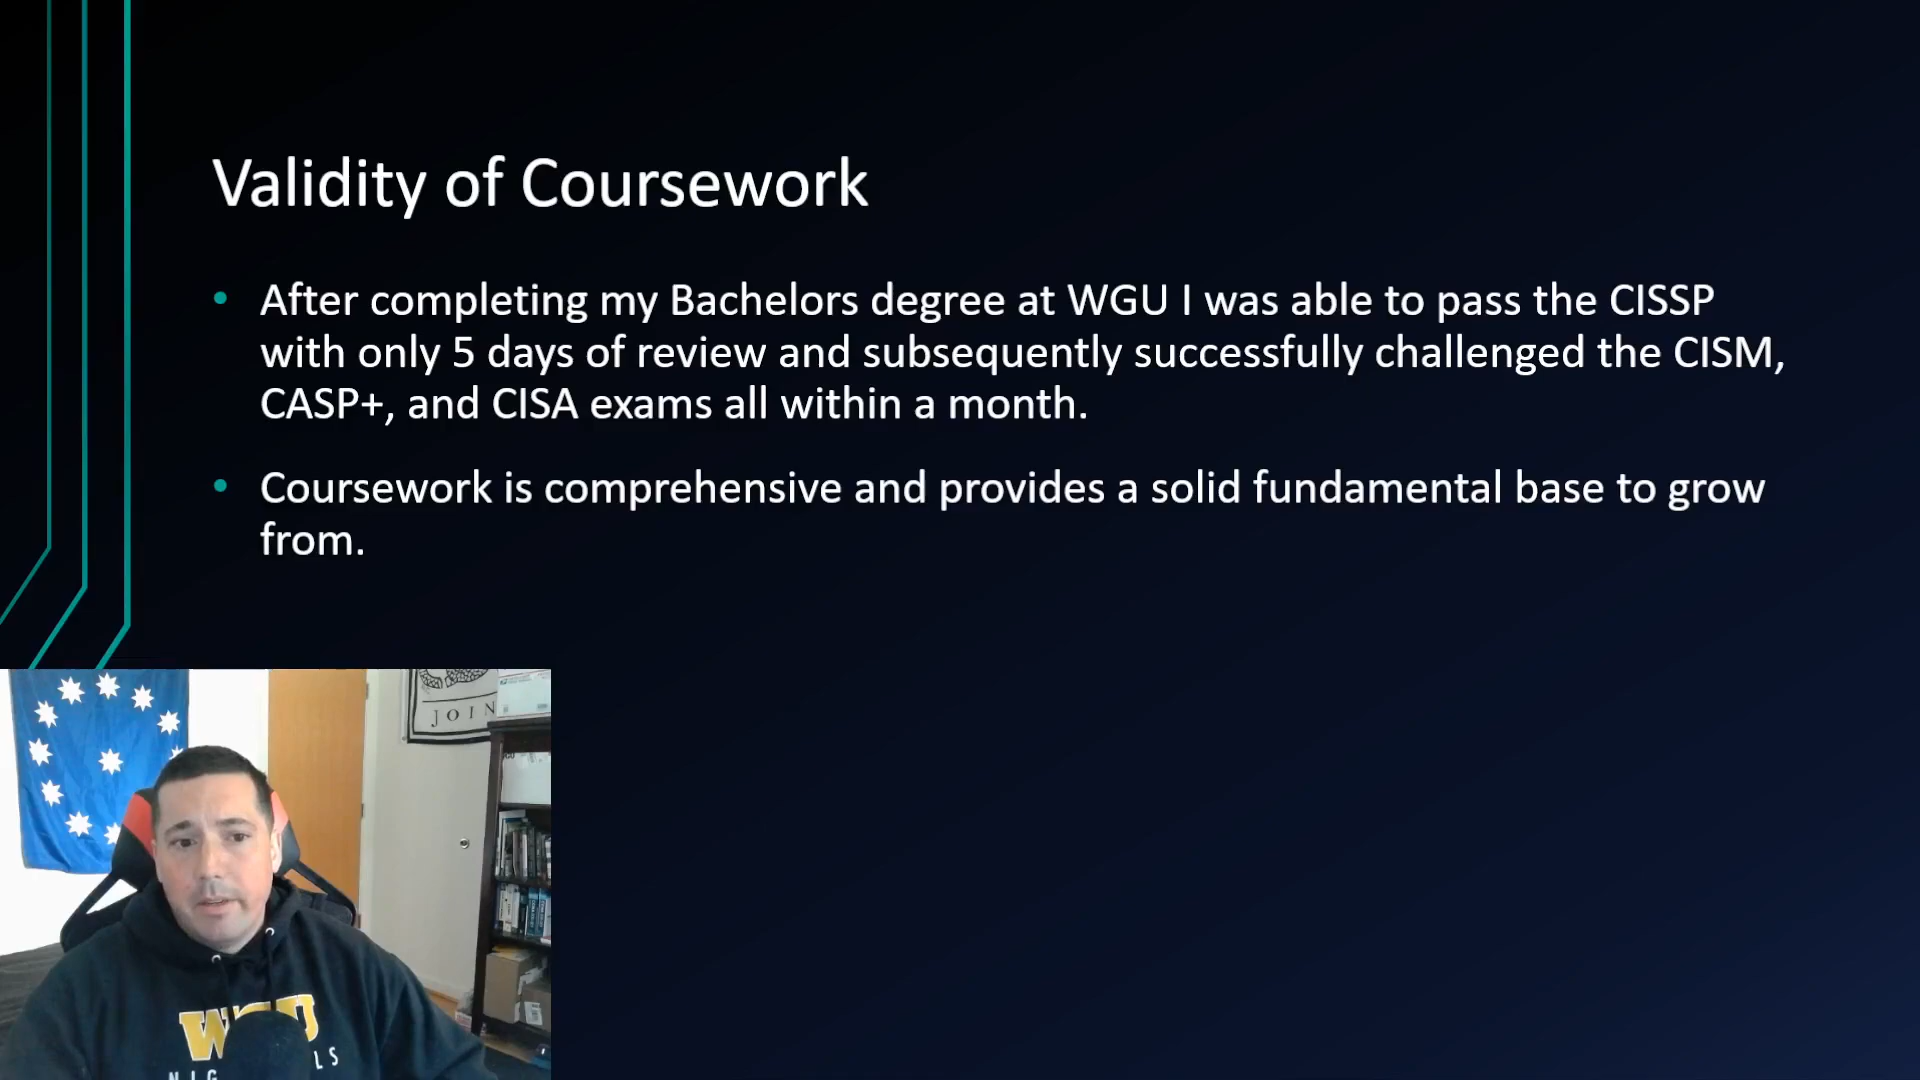 Validity of Coursework
• After completing my Bachelors degree at WGU I was able to pass the CISSP
with only 5 days of review and subsequently successfully challenged the CISM,
CASP+, and CISA exams all within a month.
• Coursework is comprehensive and provides a solid fundamental base to grow
from.
JOIN